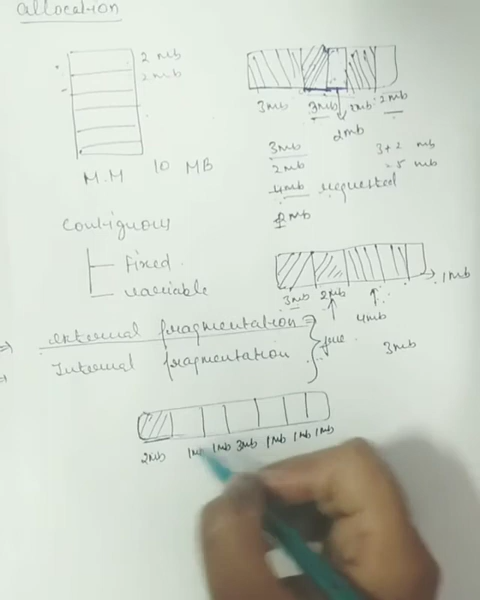 allocation
2 mb
2 mb
M.M 10 MB
3mb 3mb 2mb 2mb
2mb
3mb
2mb
4mb requested
2mb
3+2 mb
=5 mb
Contiguous
Fixed
variable
3mb 2mb 1mb
4mb
3mb
external fragmentation
Internal fragmentation
free
2mb 1mb 1mb 3mb 1mb 1mb 1mb